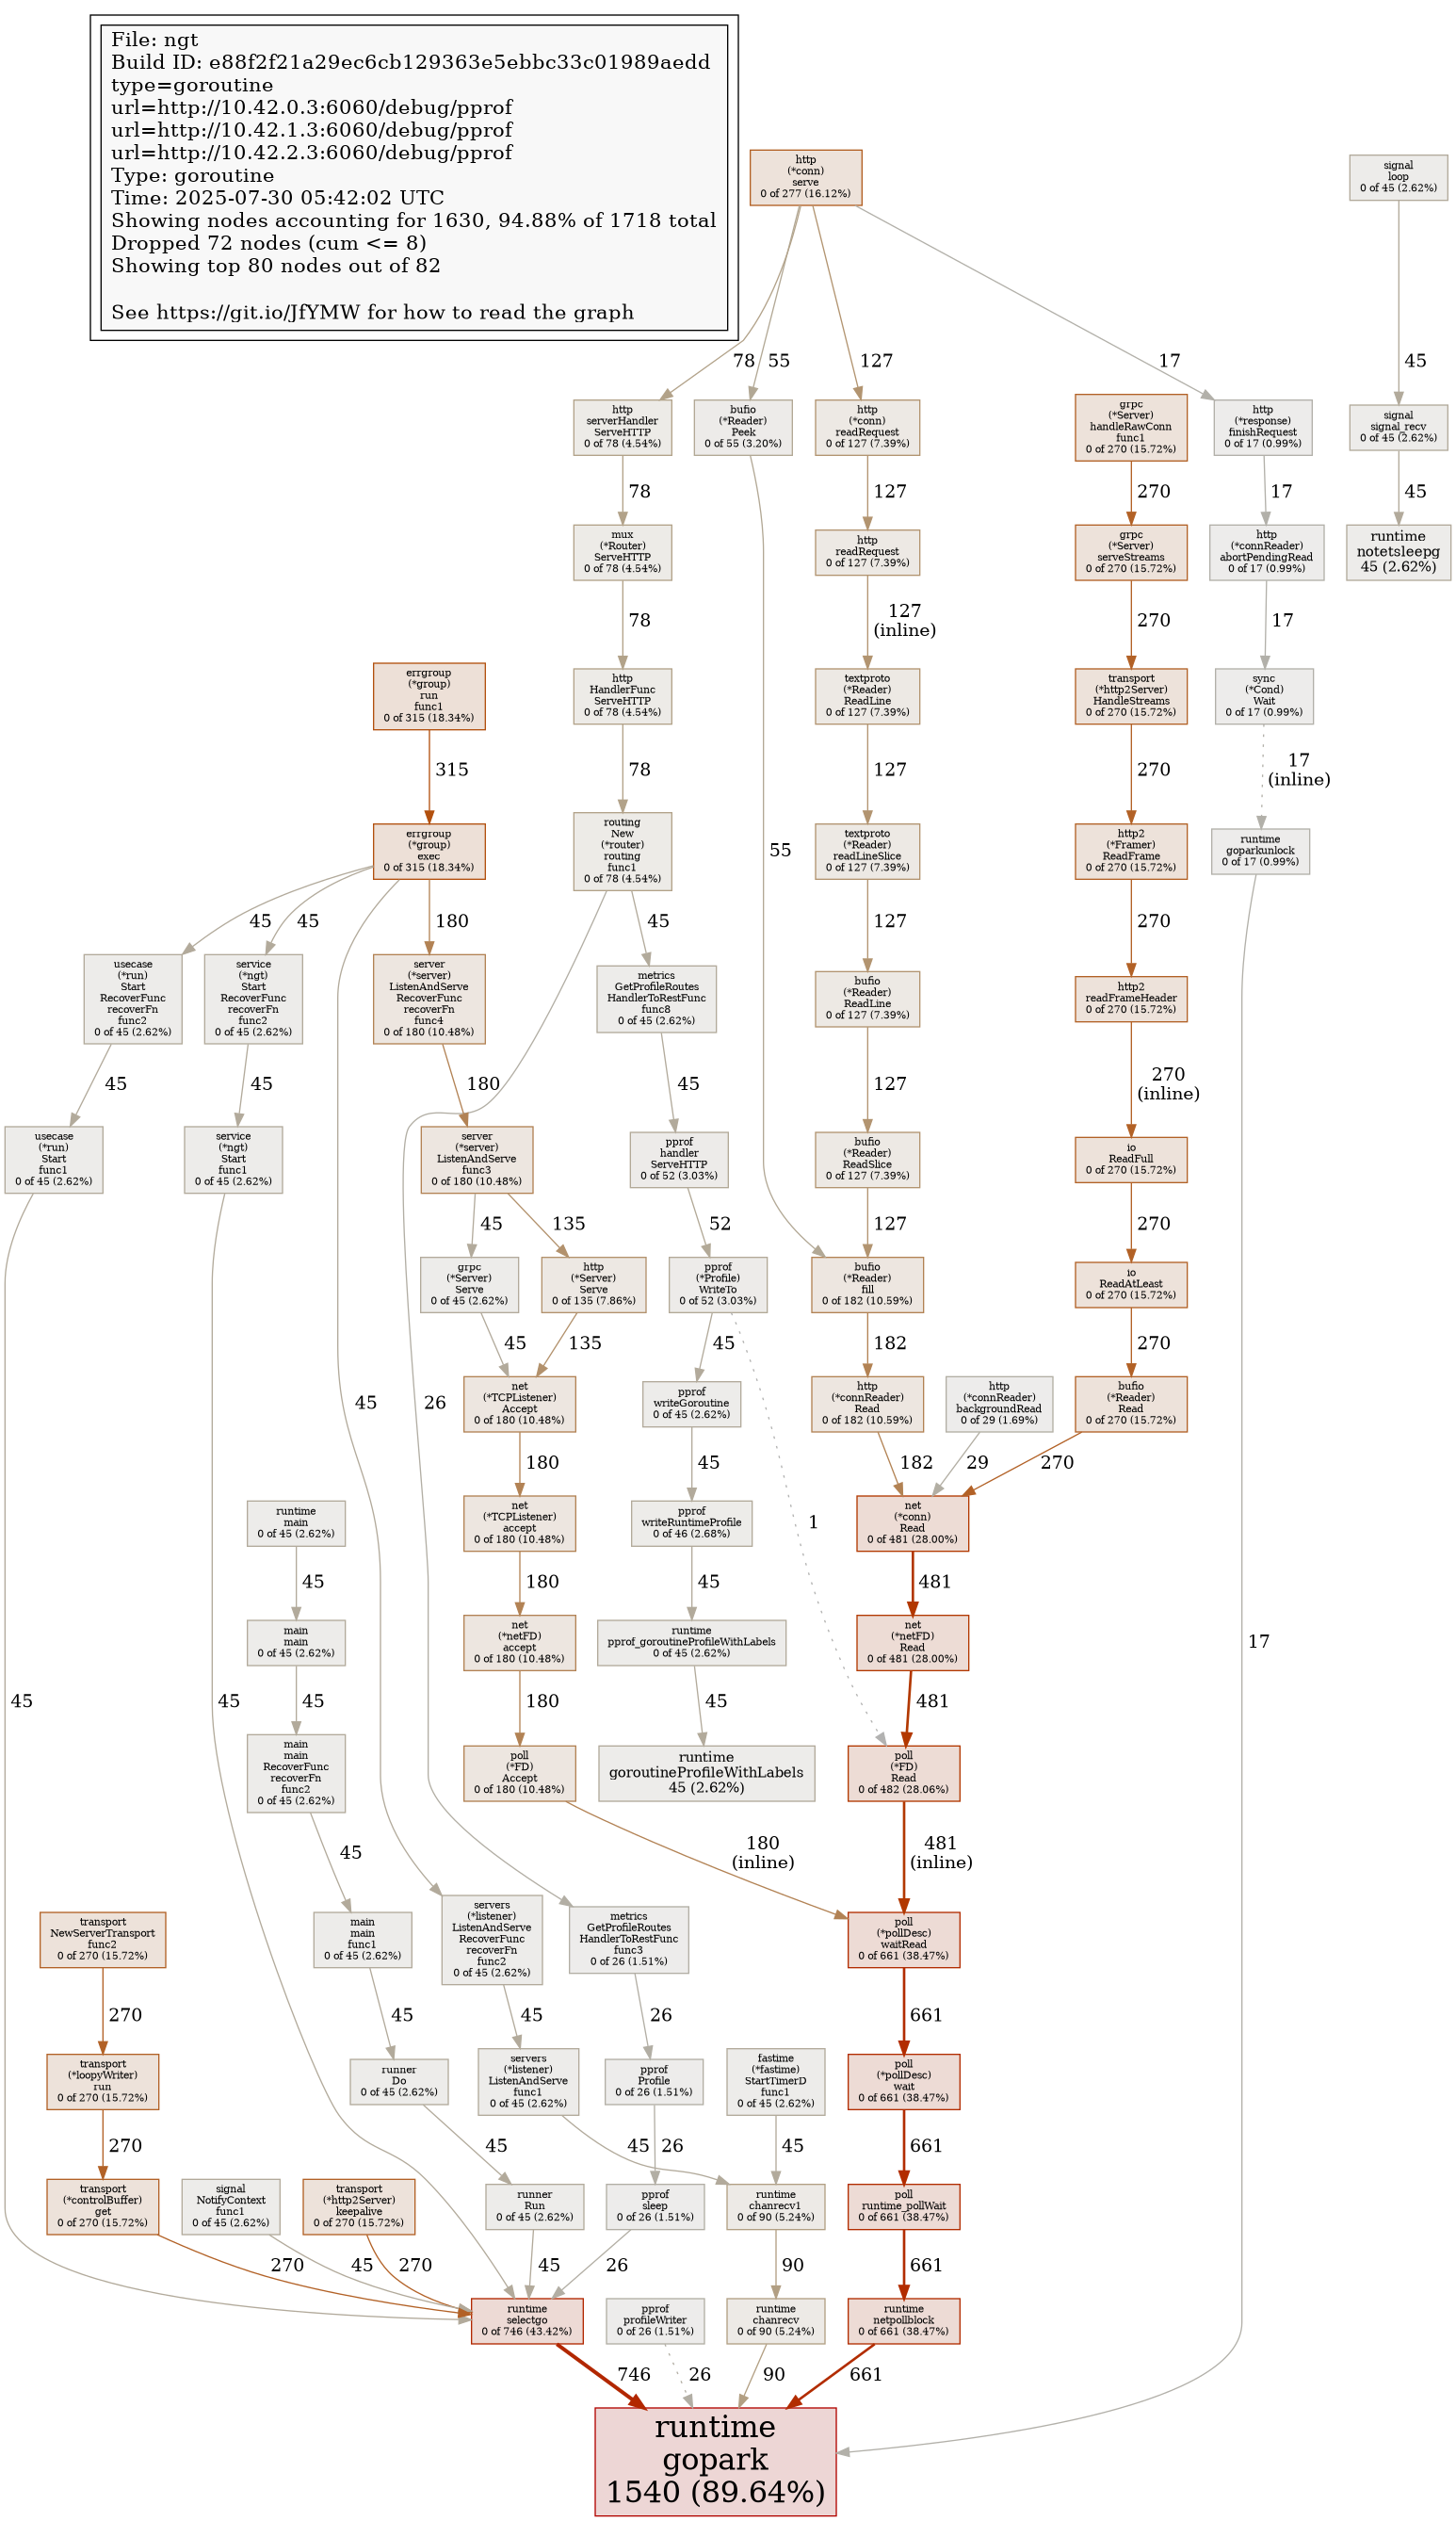 File: ngt
Build ID: e88f2f21a29ec6cb129363e5ebbc33c01989aedd
type=goroutine
url=http://10.42.0.3:6060/debug/pprof
url=http://10.42.1.3:6060/debug/pprof
url=http://10.42.2.3:6060/debug/pprof
Type: goroutine
Time: 2025-07-30 05:42:02 UTC
Showing nodes accounting for 1630, 94.88% of 1718 total
Dropped 72 nodes (cum <= 8)
Showing top 80 nodes out of 82
See https://git.io/JfYMW for how to read the graph
http
(*conn)
serve
0 of 277 (16.12%)
signal
loop
0 of 45 (2.62%)
78
55
127
17
45
http
serverHandler
ServeHTTP
0 of 78 (4.54%)
bufio
(*Reader)
Peek
0 of 55 (3.20%)
http
(*conn)
readRequest
0 of 127 (7.39%)
grpc
(*Server)
handleRawConn
func1
0 of 270 (15.72%)
http
(*response)
finishRequest
0 of 17 (0.99%)
signal
signal_recv
0 of 45 (2.62%)
78
127
270
17
45
mux
(*Router)
ServeHTTP
0 of 78 (4.54%)
http
readRequest
0 of 127 (7.39%)
grpc
(*Server)
serveStreams
0 of 270 (15.72%)
http
(*connReader)
abortPendingRead
0 of 17 (0.99%)
runtime
notetsleepg
45 (2.62%)
78
127
(inline)
270
17
errgroup
(*group)
run
func1
0 of 315 (18.34%)
http
HandlerFunc
ServeHTTP
0 of 78 (4.54%)
textproto
(*Reader)
ReadLine
0 of 127 (7.39%)
transport
(*http2Server)
HandleStreams
0 of 270 (15.72%)
sync
(*Cond)
Wait
0 of 17 (0.99%)
315
78
127
270
17
(inline)
errgroup
(*group)
exec
0 of 315 (18.34%)
routing
New
(*router)
routing
func1
0 of 78 (4.54%)
55
textproto
(*Reader)
readLineSlice
0 of 127 (7.39%)
http2
(*Framer)
ReadFrame
0 of 270 (15.72%)
runtime
goparkunlock
0 of 17 (0.99%)
45
45
180
45
127
270
usecase
(*run)
Start
RecoverFunc
recoverFn
func2
0 of 45 (2.62%)
service
(*ngt)
Start
RecoverFunc
recoverFn
func2
0 of 45 (2.62%)
server
(*server)
ListenAndServe
RecoverFunc
recoverFn
func4
0 of 180 (10.48%)
metrics
GetProfileRoutes
HandlerToRestFunc
func8
0 of 45 (2.62%)
bufio
(*Reader)
ReadLine
0 of 127 (7.39%)
http2
readFrameHeader
0 of 270 (15.72%)
45
45
180
45
127
270
(inline)
usecase
(*run)
Start
func1
0 of 45 (2.62%)
service
(*ngt)
Start
func1
0 of 45 (2.62%)
server
(*server)
ListenAndServe
func3
0 of 180 (10.48%)
pprof
handler
ServeHTTP
0 of 52 (3.03%)
bufio
(*Reader)
ReadSlice
0 of 127 (7.39%)
io
ReadFull
0 of 270 (15.72%)
45
135
52
127
270
grpc
(*Server)
Serve
0 of 45 (2.62%)
http
(*Server)
Serve
0 of 135 (7.86%)
pprof
(*Profile)
WriteTo
0 of 52 (3.03%)
bufio
(*Reader)
fill
0 of 182 (10.59%)
io
ReadAtLeast
0 of 270 (15.72%)
45
135
45
182
270
45
26
net
(*TCPListener)
Accept
0 of 180 (10.48%)
pprof
writeGoroutine
0 of 45 (2.62%)
http
(*connReader)
Read
0 of 182 (10.59%)
http
(*connReader)
backgroundRead
0 of 29 (1.69%)
bufio
(*Reader)
Read
0 of 270 (15.72%)
180
45
182
29
270
runtime
main
0 of 45 (2.62%)
net
(*TCPListener)
accept
0 of 180 (10.48%)
pprof
writeRuntimeProfile
0 of 46 (2.68%)
1
net
(*conn)
Read
0 of 481 (28.00%)
45
180
45
481
main
main
0 of 45 (2.62%)
net
(*netFD)
accept
0 of 180 (10.48%)
runtime
pprof_goroutineProfileWithLabels
0 of 45 (2.62%)
net
(*netFD)
Read
0 of 481 (28.00%)
17
45
45
45
180
45
481
main
main
RecoverFunc
recoverFn
func2
0 of 45 (2.62%)
poll
(*FD)
Accept
0 of 180 (10.48%)
runtime
goroutineProfileWithLabels
45 (2.62%)
poll
(*FD)
Read
0 of 482 (28.06%)
45
180
(inline)
481
(inline)
transport
NewServerTransport
func2
0 of 270 (15.72%)
main
main
func1
0 of 45 (2.62%)
servers
(*listener)
ListenAndServe
RecoverFunc
recoverFn
func2
0 of 45 (2.62%)
metrics
GetProfileRoutes
HandlerToRestFunc
func3
0 of 26 (1.51%)
poll
(*pollDesc)
waitRead
0 of 661 (38.47%)
270
45
45
26
661
transport
(*loopyWriter)
run
0 of 270 (15.72%)
runner
Do
0 of 45 (2.62%)
servers
(*listener)
ListenAndServe
func1
0 of 45 (2.62%)
pprof
Profile
0 of 26 (1.51%)
fastime
(*fastime)
StartTimerD
func1
0 of 45 (2.62%)
poll
(*pollDesc)
wait
0 of 661 (38.47%)
270
45
45
26
45
661
transport
(*controlBuffer)
get
0 of 270 (15.72%)
signal
NotifyContext
func1
0 of 45 (2.62%)
transport
(*http2Server)
keepalive
0 of 270 (15.72%)
runner
Run
0 of 45 (2.62%)
pprof
sleep
0 of 26 (1.51%)
runtime
chanrecv1
0 of 90 (5.24%)
poll
runtime_pollWait
0 of 661 (38.47%)
270
45
270
45
26
90
661
runtime
selectgo
0 of 746 (43.42%)
pprof
profileWriter
0 of 26 (1.51%)
runtime
chanrecv
0 of 90 (5.24%)
runtime
netpollblock
0 of 661 (38.47%)
746
26
90
661
runtime
gopark
1540 (89.64%)